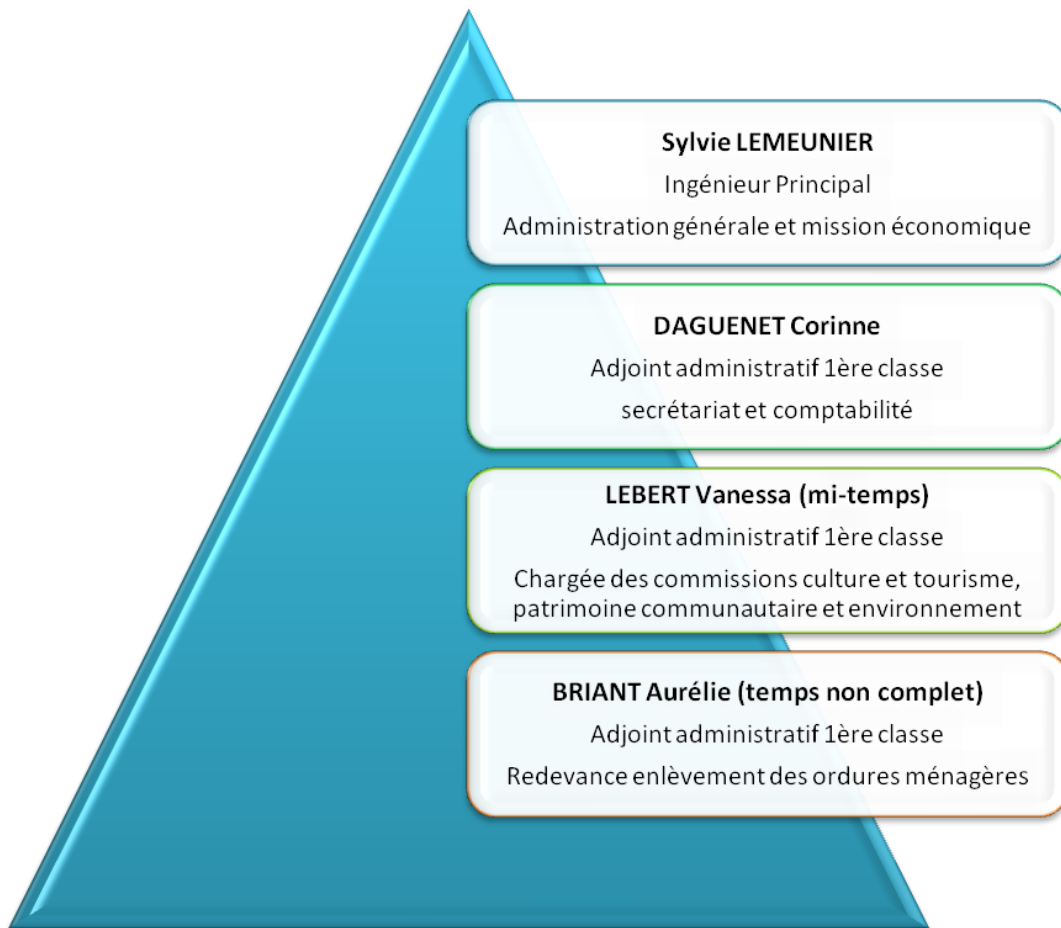 Sylvie LEMEUNIER
Ingénieur Principal
Administration générale et mission économique
DAGUENET Corinne
Adjoint administratif 1ère classe
secrétariat et comptabilité
LEBERT Vanessa (mi-temps)
Adjoint administratif 1ère classe
Chargée des commissions culture et tourisme,
patrimoine communautaire et environnement
BRIANT Aurélie (temps non complet)
Adjoint administratif 1ère classe
Redevance enlèvement des ordures ménagères